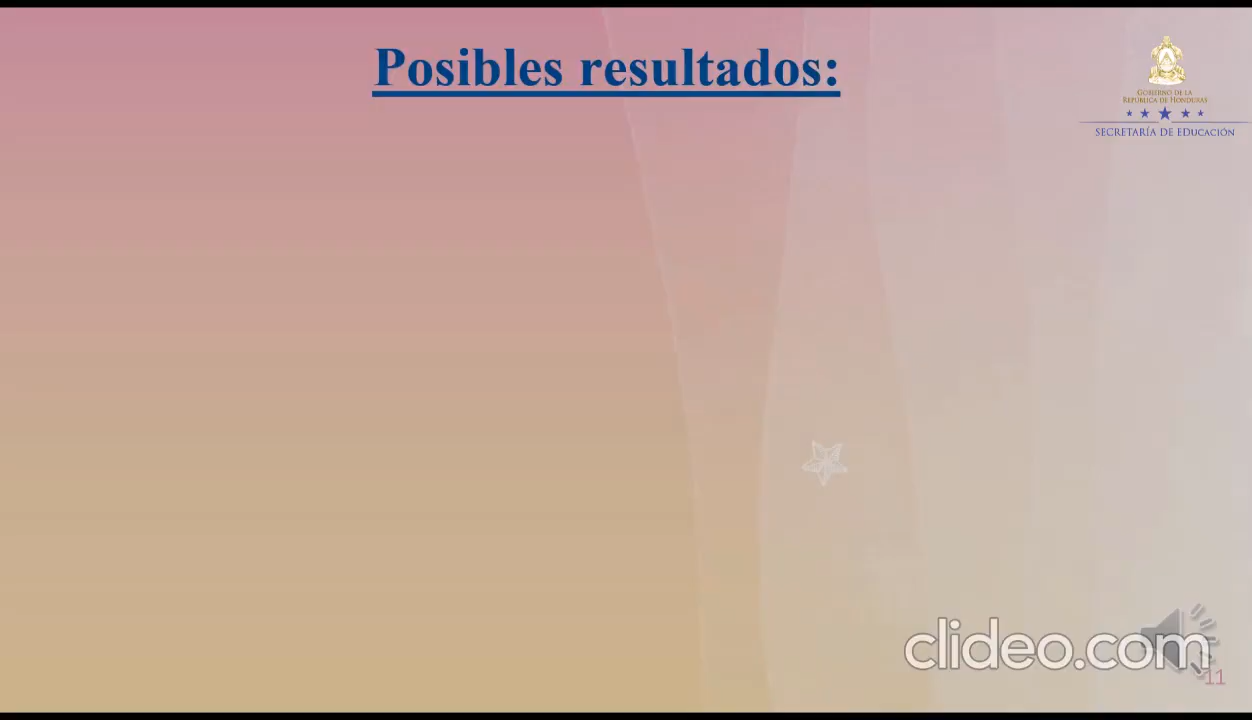 Posibles resultados:
GOBIERNO DE LA
REPÚBLICA DE HONDURAS
SECRETARÍA DE EDUCACIÓN
clideo.com
11